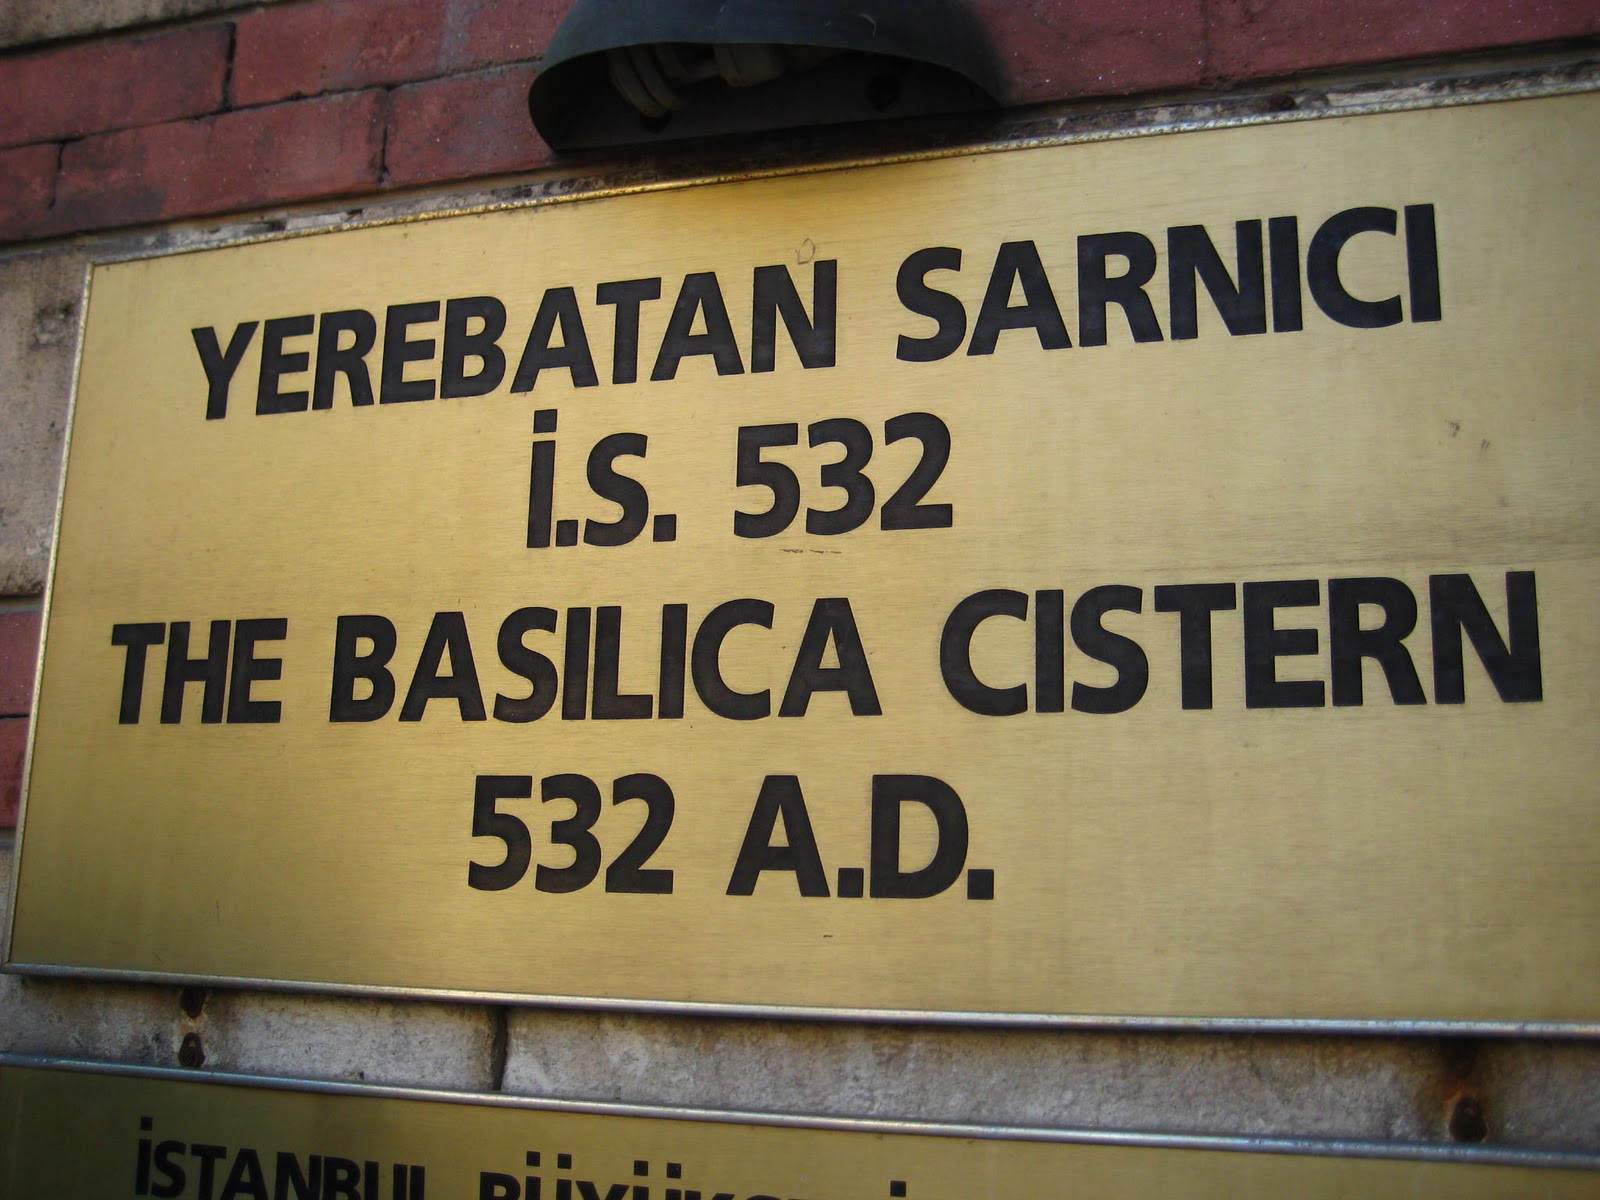 YEREBATAN SARNICI
İ.S. 532
THE BASILICA CISTERN
532 A.D.
İSTANBUL